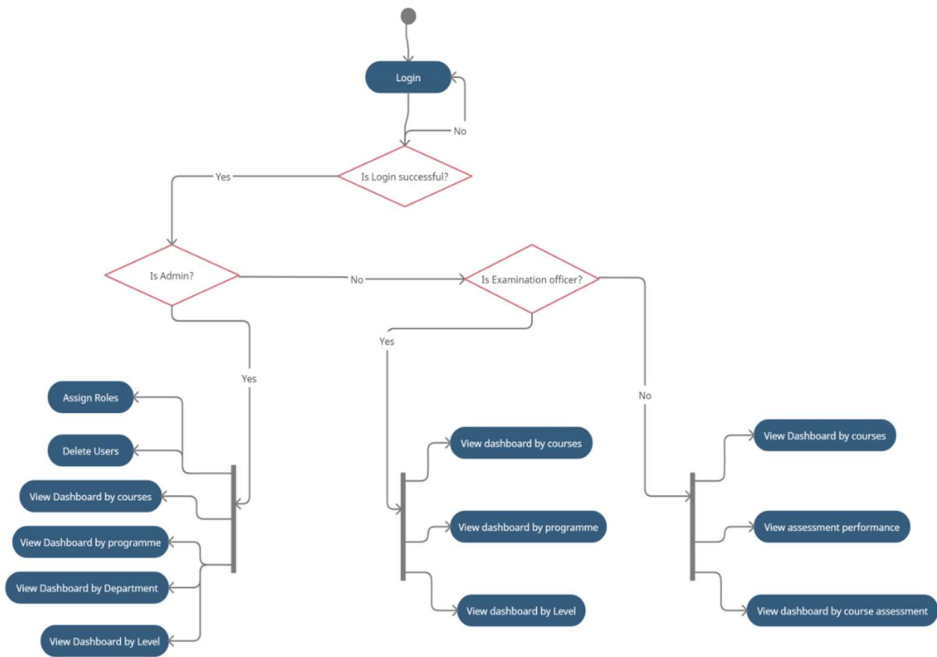 Login
No
Is Login successful?
Yes
Is Admin?
No
Is Examination officer?
Yes
Yes
No
Assign Roles
Delete Users
View Dashboard by courses
View Dashboard by programme
View Dashboard by Department
View Dashboard by Level
View dashboard by courses
View dashboard by programme
View dashboard by Level
View Dashboard by courses
View assessment performance
View dashboard by course assessment